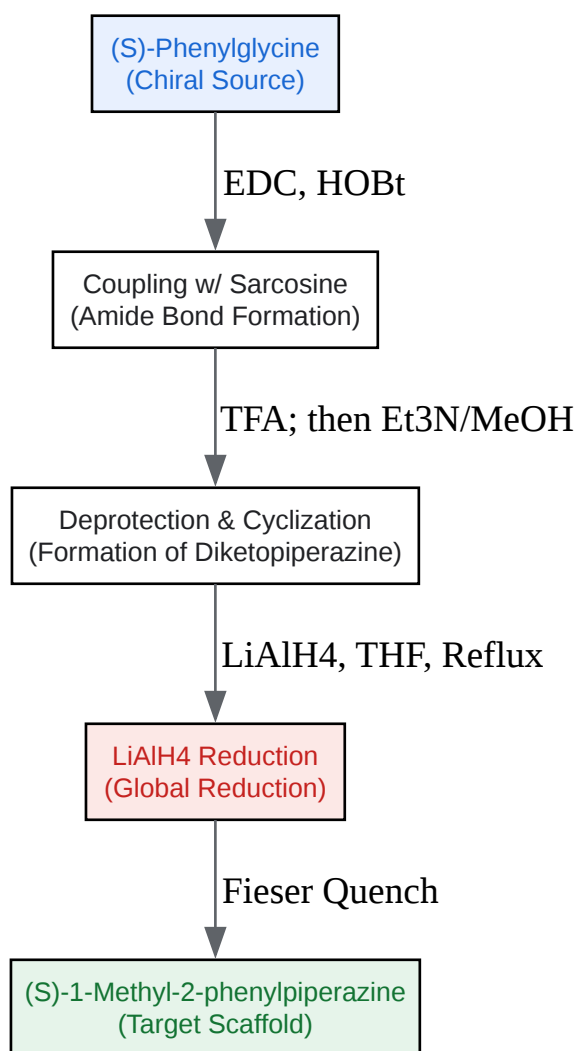 (S)-Phenylglycine
(Chiral Source)
EDC, HOBt
Coupling w/ Sarcosine
(Amide Bond Formation)
TFA; then Et3N/MeOH
Deprotection & Cyclization
(Formation of Diketopiperazine)
LiAlH4, THF, Reflux
LiAlH4 Reduction
(Global Reduction)
Fieser Quench
(S)-1-Methyl-2-phenylpiperazine
(Target Scaffold)